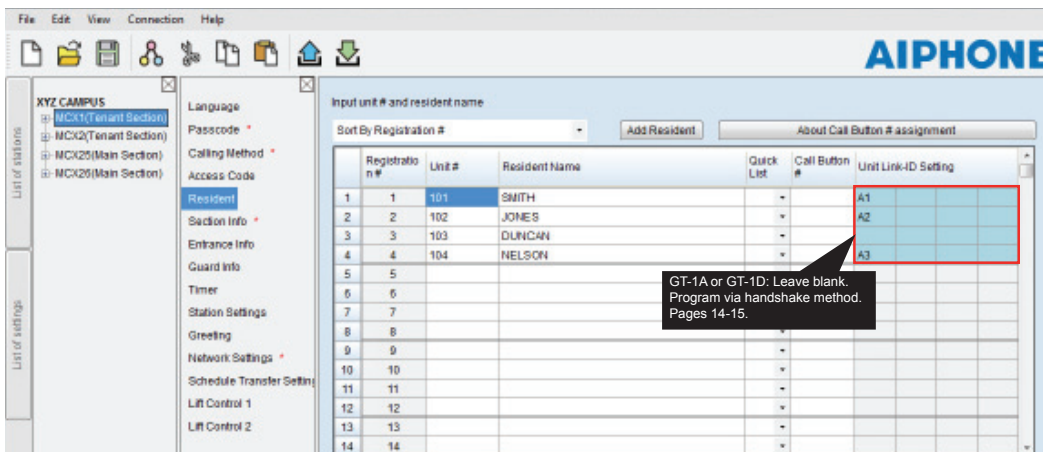 File Edit View Connection Help
AIPHONE
List of stations
List of settings
XYZ CAMPUS
MCX1(Tenant Section)
MCX2(Tenant Section)
MCX25(Main Section)
MCX26(Main Section)
Language
Passcode *
Calling Method *
Access Code
Resident
Section Info *
Entrance Info
Guard Info
Timer
Station Settings
Greeting
Network Settings *
Schedule Transfer Setting
Lift Control 1
Lift Control 2
Input unit # and resident name
Sort By Registration # Add Resident About Call Button # assignment
Registratio n # Unit # Resident Name Quick List Call Button # Unit Link-ID Setting
1 1 101 SMITH A1
2 2 102 JONES A2
3 3 103 DUNCAN
4 4 104 NELSON A3
5 5
6 6
7 7
8 8
9 9
10 10
11 11
12 12
13 13
14 14
GT-1A or GT-1D: Leave blank.
Program via handshake method.
Pages 14-15.